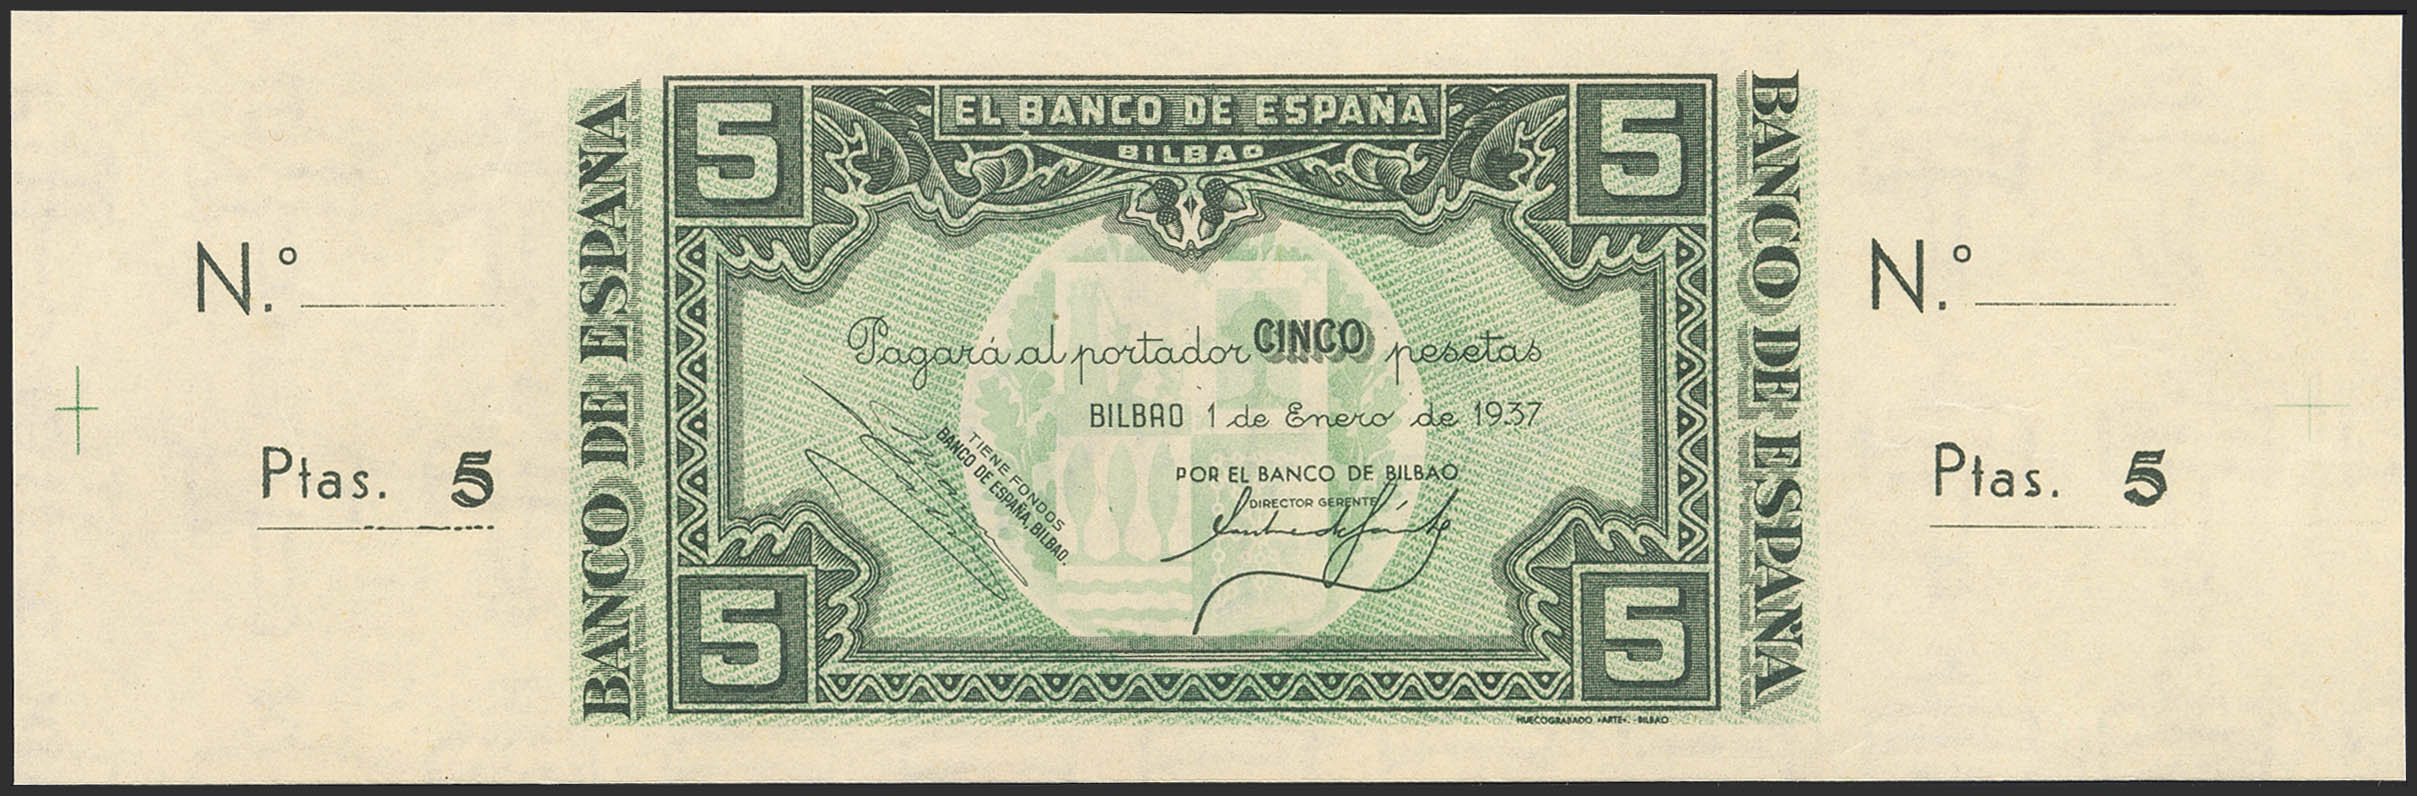 BANCO DE ESPAÑA
N.º
Ptas. 5
5
EL BANCO DE ESPAÑA
5
BILBAO
Pagará al portador CINCO pesetas
BILBAO 1 de Enero de 1937
TIENE FONDOS
BANCO DE ESPAÑA, BILBAO.
POR EL BANCO DE BILBAO
DIRECTOR GERENTE
5
5
HUECOGRABADO «ARTE». - BILBAO
BANCO DE ESPAÑA
N.º
Ptas. 5